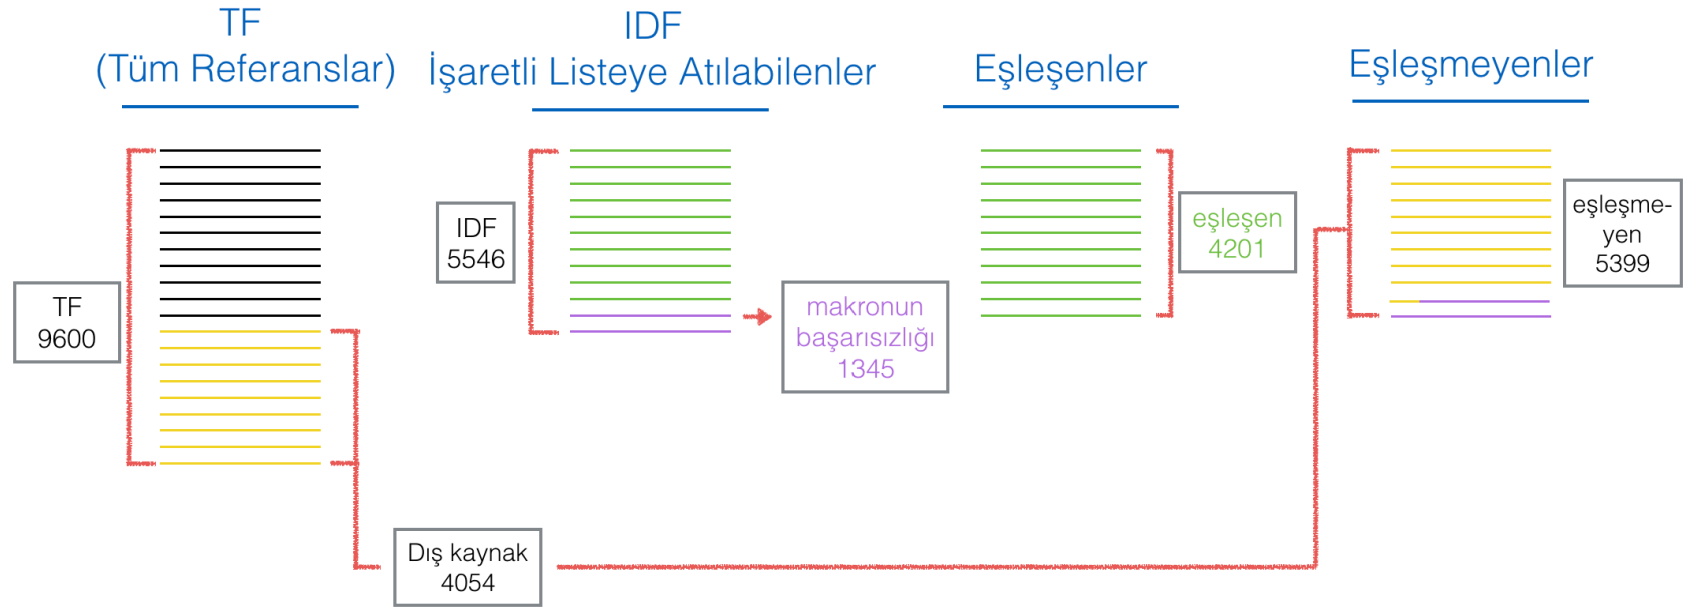 TF
(Tüm Referanslar)
IDF
İşaretli Listeye Atılabilenler
Eşleşenler
Eşleşmeyenler
TF
9600
IDF
5546
makronun
başarısızlığı
1345
eşleşen
4201
eşleşme-
yen
5399
Dış kaynak
4054